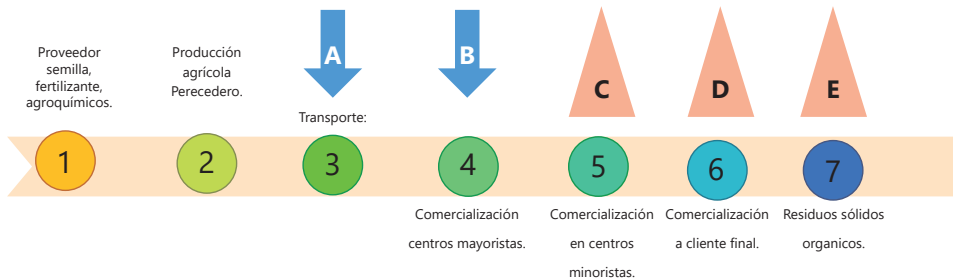 Proveedor
semilla,
fertilizante,
agroquímicos.
1
Producción
agrícola
Perecedero.
2
A
Transporte:
3
B
4
Comercialización
centros mayoristas.
C
5
Comercialización
en centros
minoristas.
D
6
Comercialización
a cliente final.
E
7
Residuos sólidos
organicos.